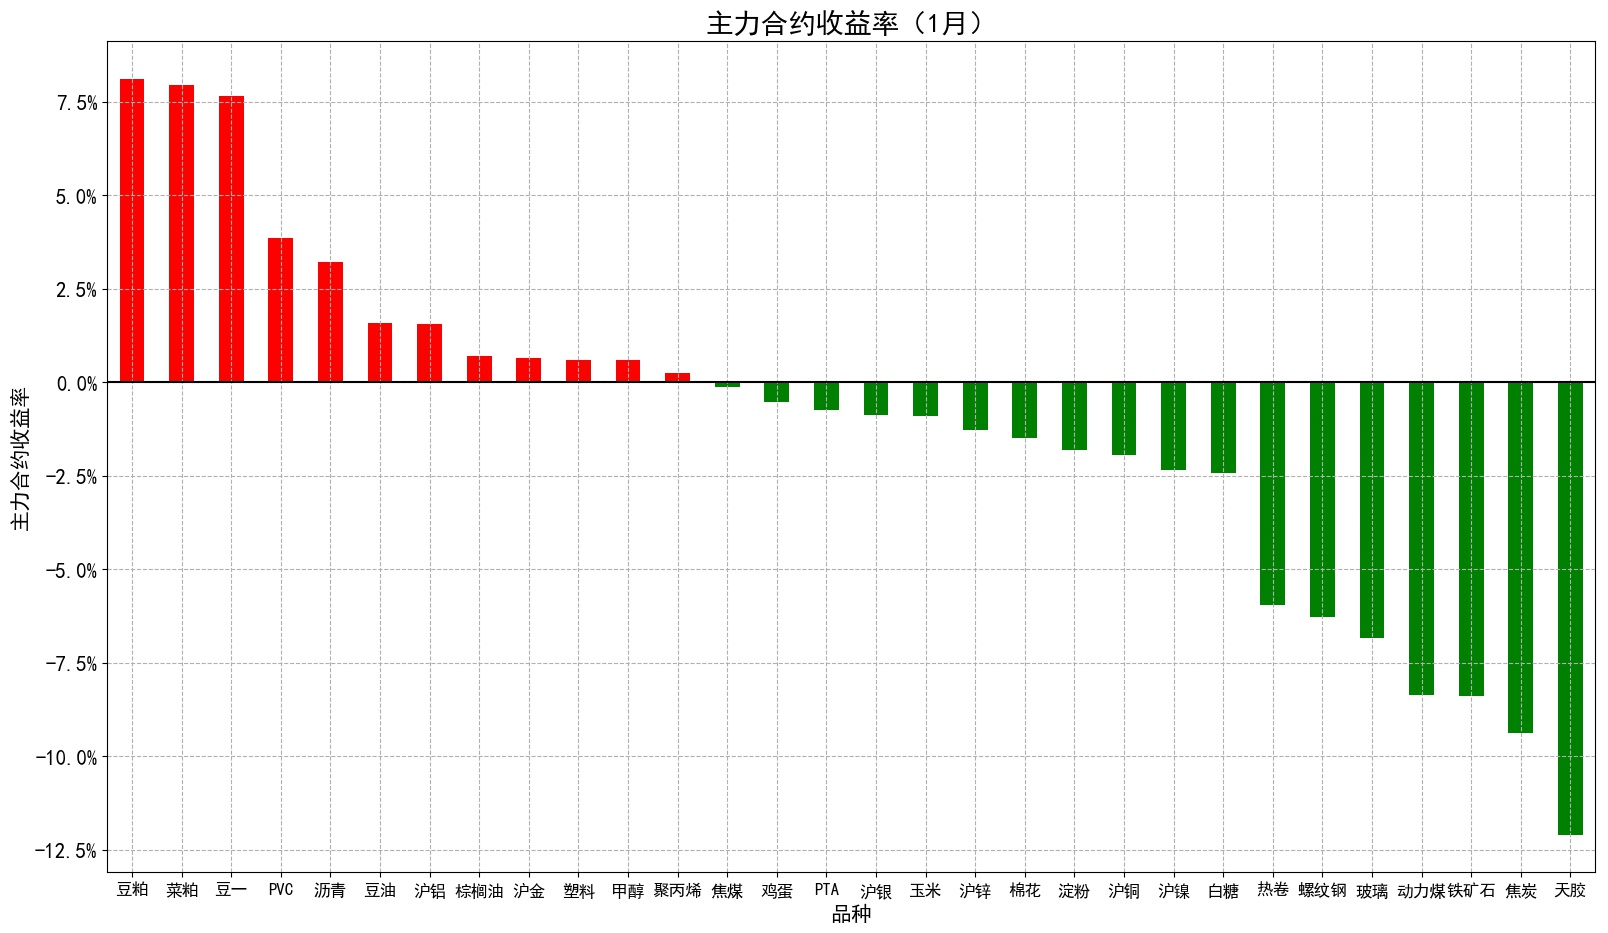 主力合约收益率（1月）
主力合约收益率
7.5%
5.0%
2.5%
0.0%
−2.5%
−5.0%
−7.5%
−10.0%
−12.5%
豆粕 菜粕 豆一 PVC 沥青 豆油 沪铝 棕榈油 沪金 塑料 甲醇 聚丙烯 焦煤 鸡蛋 PTA 沪银 玉米 沪锌 棉花 淀粉 沪铜 沪镍 白糖 热卷 螺纹钢 玻璃 动力煤 铁矿石 焦炭 天胶
品种